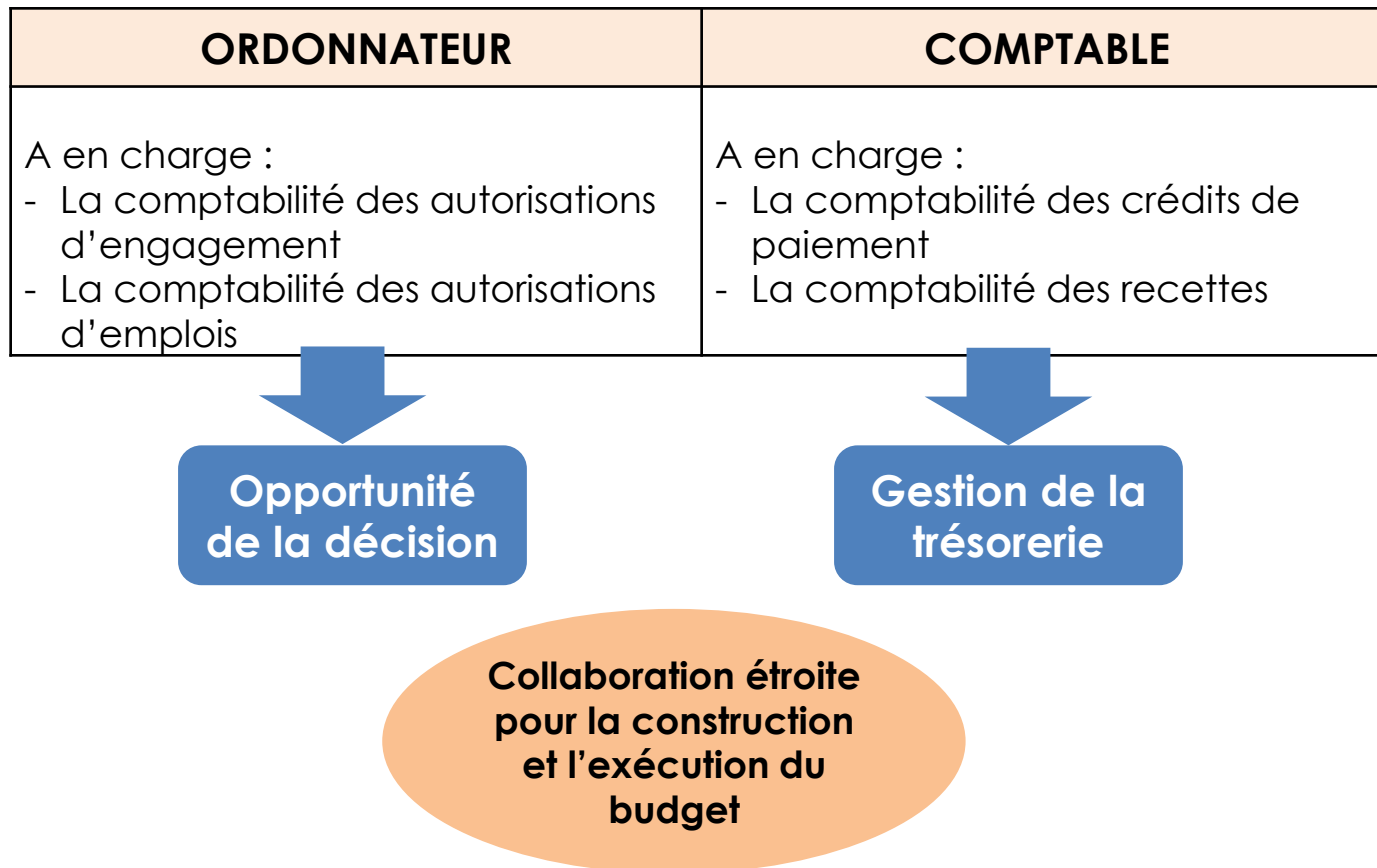 ORDONNATEUR
COMPTABLE
A en charge :
- La comptabilité des autorisations
d’engagement
- La comptabilité des autorisations
d’emplois
A en charge :
- La comptabilité des crédits de
paiement
- La comptabilité des recettes
Opportunité
de la décision
Gestion de la
trésorerie
Collaboration étroite
pour la construction
et l’exécution du
budget